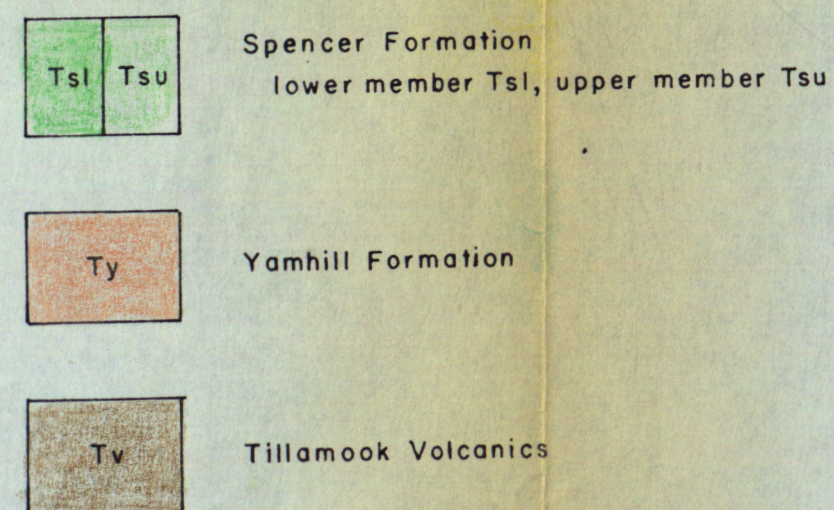 Tsl Tsu Spencer Formation
lower member Tsl, upper member Tsu
Ty Yamhill Formation
Tv Tillamook Volcanics